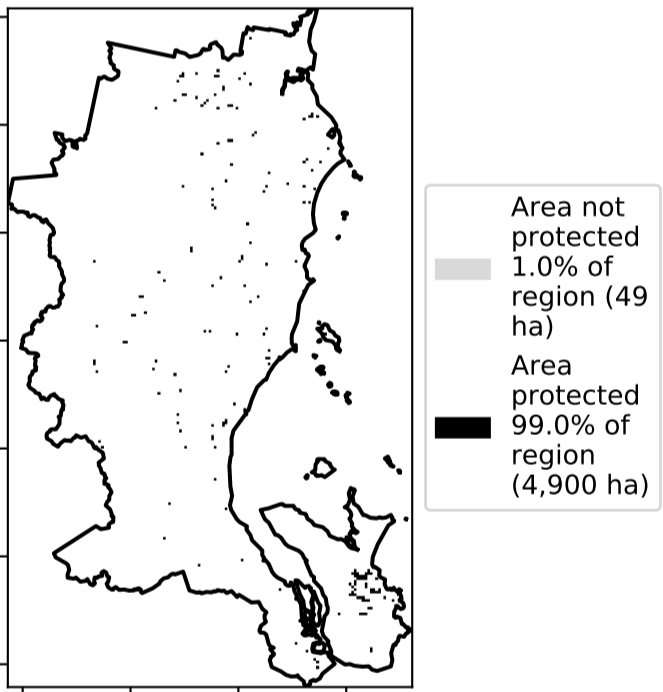 Area not
protected
1.0% of
region (49
ha)
Area
protected
99.0% of
region
(4,900 ha)